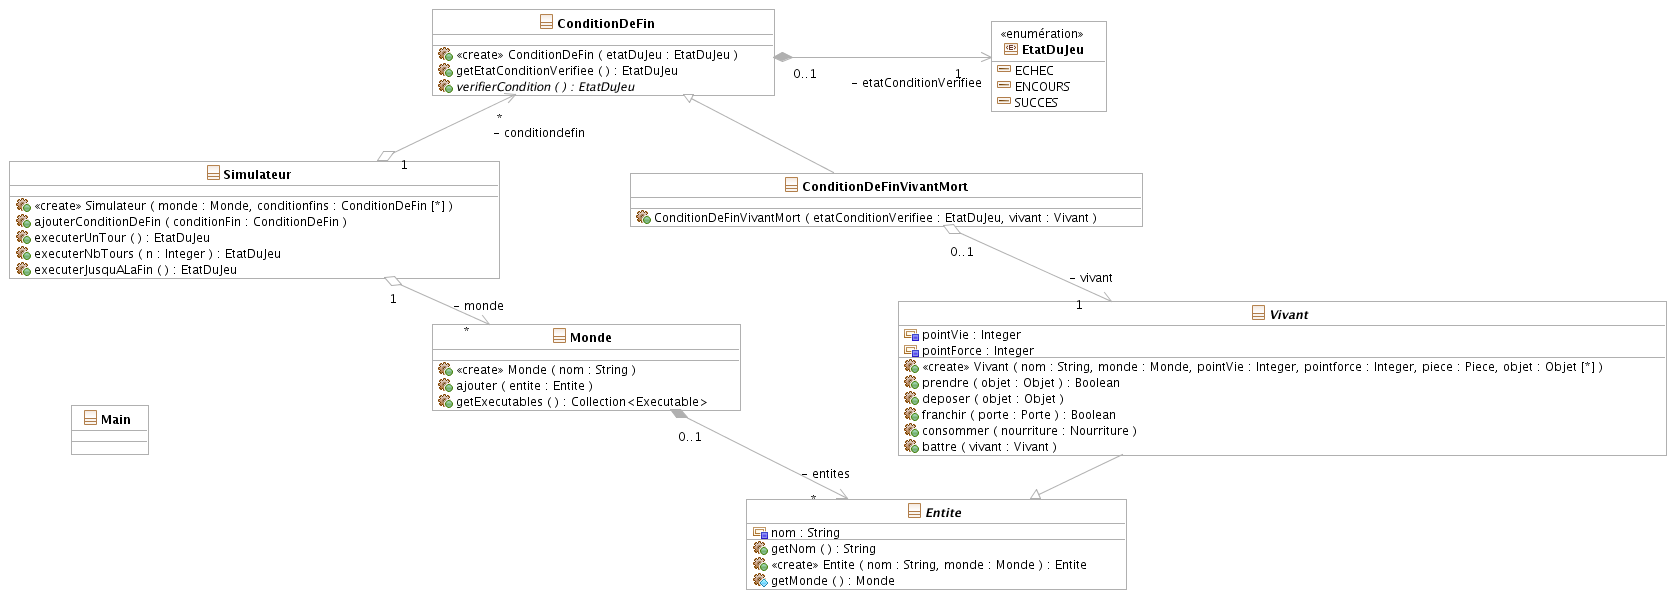 ConditionDeFin
«create» ConditionDeFin ( etatDuJeu : EtatDuJeu )
getEtatConditionVerifiee ( ) : EtatDuJeu
verifierCondition ( ) : EtatDuJeu
0..1
1
- etatConditionVerifiee
«enumération»
EtatDuJeu
ECHEC
ENCOURS
SUCCES
*
- conditiondefin
1
Simulateur
«create» Simulateur ( monde : Monde, conditionfins : ConditionDeFin [*] )
ajouterConditionDeFin ( conditionFin : ConditionDeFin )
executerUnTour ( ) : EtatDuJeu
executerNbTours ( n : Integer ) : EtatDuJeu
executerJusquALaFin ( ) : EtatDuJeu
ConditionDeFinVivantMort
ConditionDeFinVivantMort ( etatConditionVerifiee : EtatDuJeu, vivant : Vivant )
0..1
- vivant
1
1
- monde
*
Vivant
pointVie : Integer
pointForce : Integer
«create» Vivant ( nom : String, monde : Monde, pointVie : Integer, pointforce : Integer, piece : Piece, objet : Objet [*] )
prendre ( objet : Objet ) : Boolean
deposer ( objet : Objet )
franchir ( porte : Porte ) : Boolean
consommer ( nourriture : Nourriture )
battre ( vivant : Vivant )
Monde
«create» Monde ( nom : String )
ajouter ( entite : Entite )
getExecutables ( ) : Collection<Executable>
Main
0..1
- entites
*
Entite
nom : String
getNom ( ) : String
«create» Entite ( nom : String, monde : Monde ) : Entite
getMonde ( ) : Monde